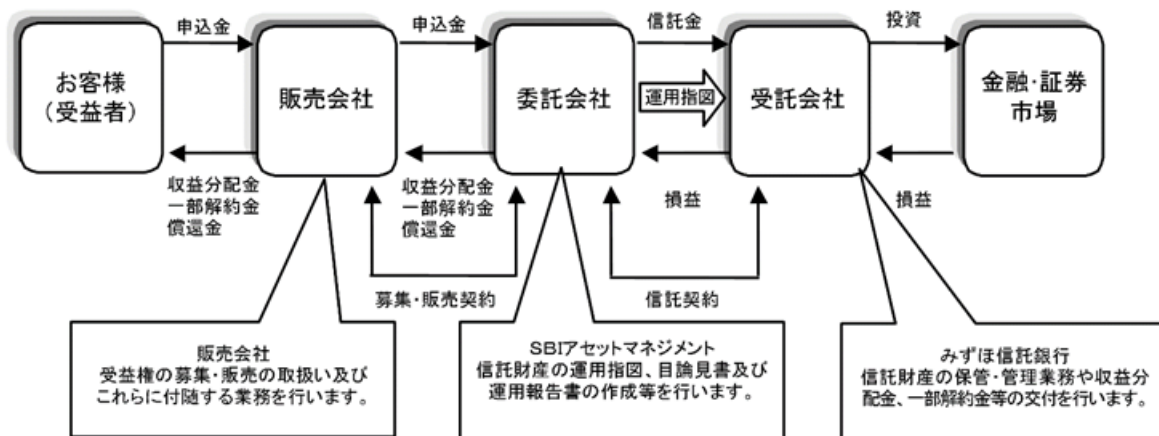 申込金
申込金
信託金
投資
お客様
(受益者)
販売会社
委託会社
運用指図
受託会社
金融・証券
市場
収益分配金
一部解約金
償還金
収益分配金
一部解約金
償還金
損益
損益
募集・販売契約
信託契約
販売会社
受益権の募集・販売の取扱い及び
これらに付随する業務を行います。
SBIアセットマネジメント
信託財産の運用指図、目論見書及び
運用報告書の作成等を行います。
みずほ信託銀行
信託財産の保管・管理業務や収益分
配金、一部解約金等の交付を行います。